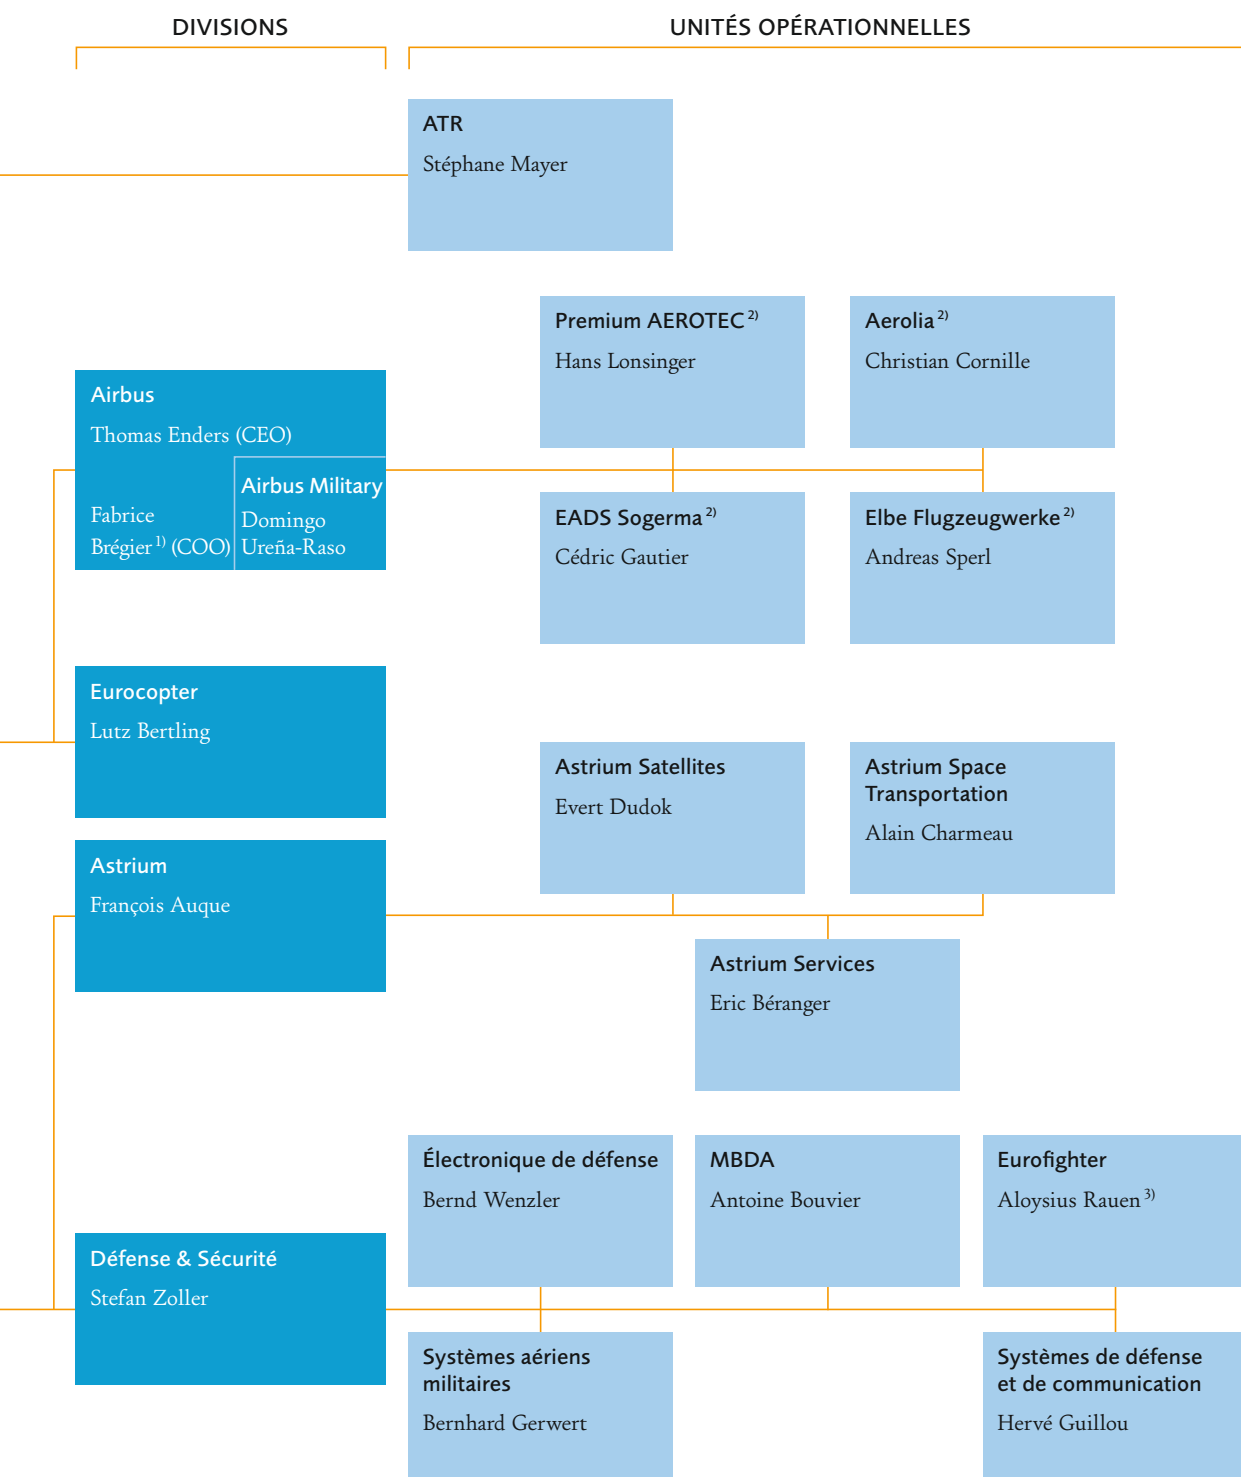 DIVISIONS
UNITÉS OPÉRATIONNELLES
ATR
Stéphane Mayer
Premium AEROTEC 2)
Hans Lonsinger
Aerolia 2)
Christian Cornille
Airbus
Thomas Enders (CEO)
Fabrice
Brégier 1) (COO)
Airbus Military
Domingo
Ureña-Raso
EADS Sogerma 2)
Cédric Gautier
Elbe Flugzeugwerke 2)
Andreas Sperl
Eurocopter
Lutz Bertling
Astrium Satellites
Evert Dudok
Astrium Space
Transportation
Alain Charmeau
Astrium
François Auque
Astrium Services
Eric Béranger
Électronique de défense
Bernd Wenzler
MBDA
Antoine Bouvier
Eurofighter
Aloysius Rauen 3)
Défense & Sécurité
Stefan Zoller
Systèmes aériens
militaires
Bernhard Gerwert
Systèmes de défense
et de communication
Hervé Guillou